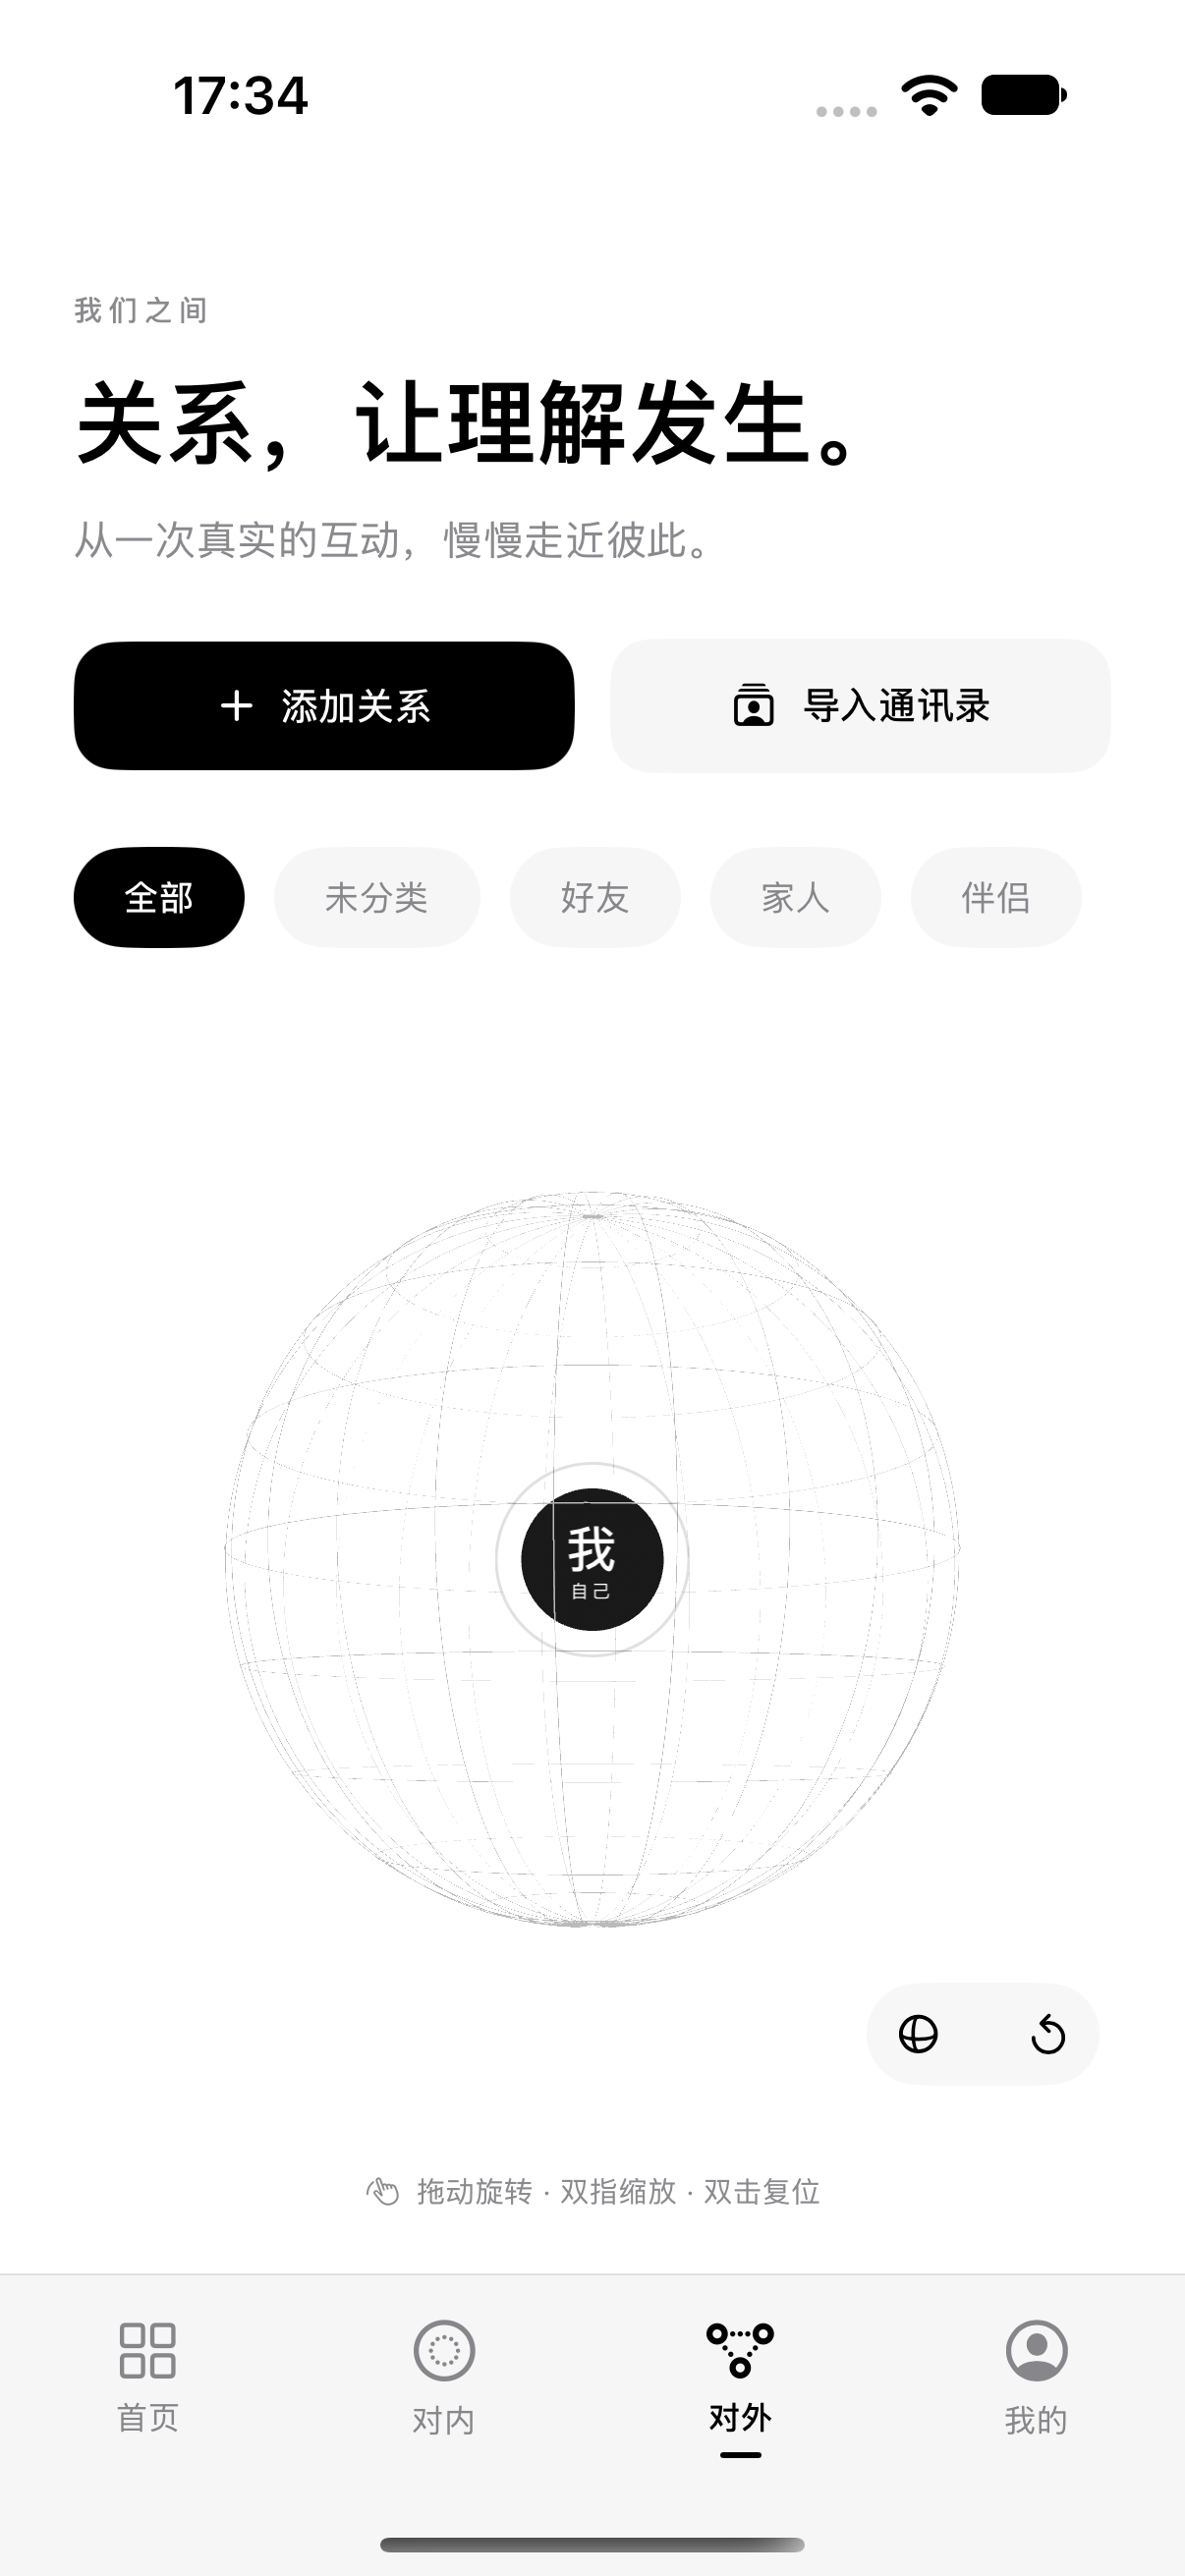 17:34
我们之间
关系，让理解发生。
从一次真实的互动，慢慢走近彼此。
添加关系
导入通讯录
全部
未分类
好友
家人
伴侣
我
自己
拖动旋转 · 双指缩放 · 双击复位
首页
对内
对外
我的